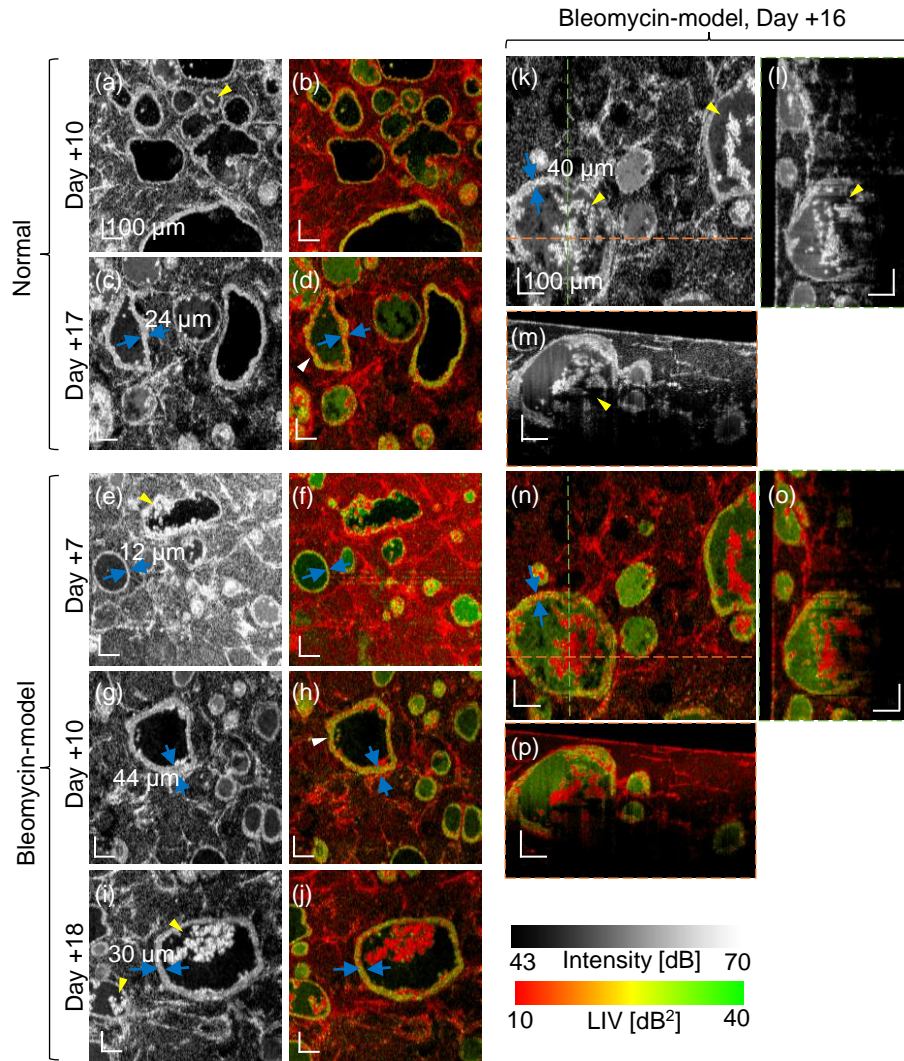 Bleomycin-model, Day +16
Normal
Day +10
(a)
100 µm
(b)
Day +17
(c)
24 µm
(d)
Bleomycin-model
Day +7
(e)
12 µm
(f)
Day +10
(g)
44 µm
(h)
Day +18
(i)
30 um
(j)
(k)
40 µm
100 µm
(l)
(m)
(n)
(o)
(p)
43 Intensity [dB] 70
10 LIV [dB²] 40